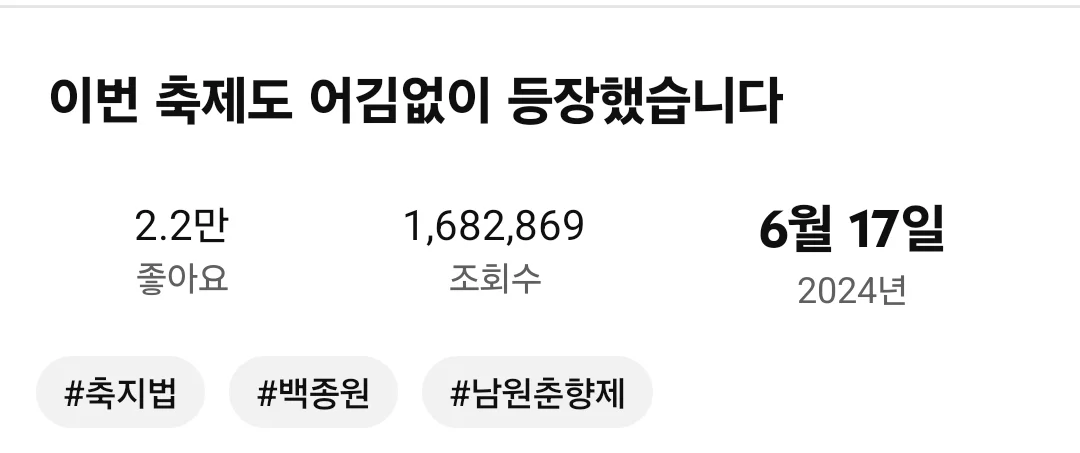 이번 축제도 어김없이 등장했습니다
2.2만 1,682,869 6월 17일
좋아요 조회수 2024년
#축지법 #백종원 #남원춘향제